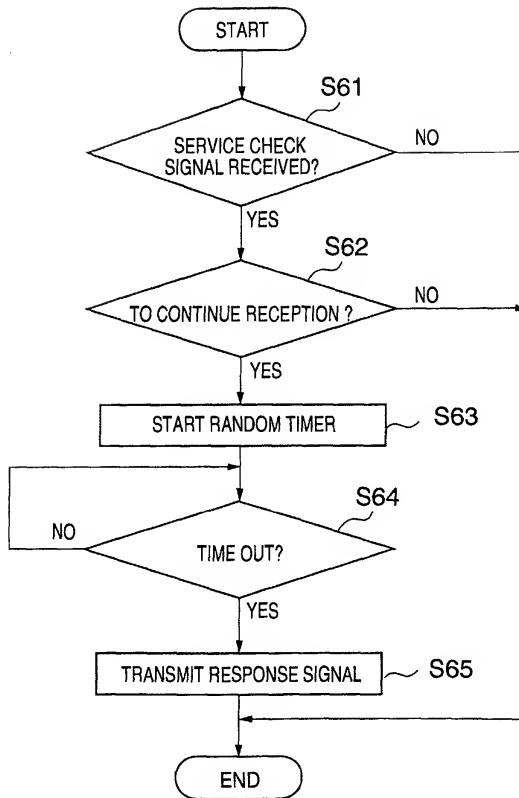 START
S61
SERVICE CHECK
SIGNAL RECEIVED?
NO
YES
S62
TO CONTINUE RECEPTION ?
NO
YES
START RANDOM TIMER
S63
S64
NO
TIME OUT?
YES
TRANSMIT RESPONSE SIGNAL
S65
END